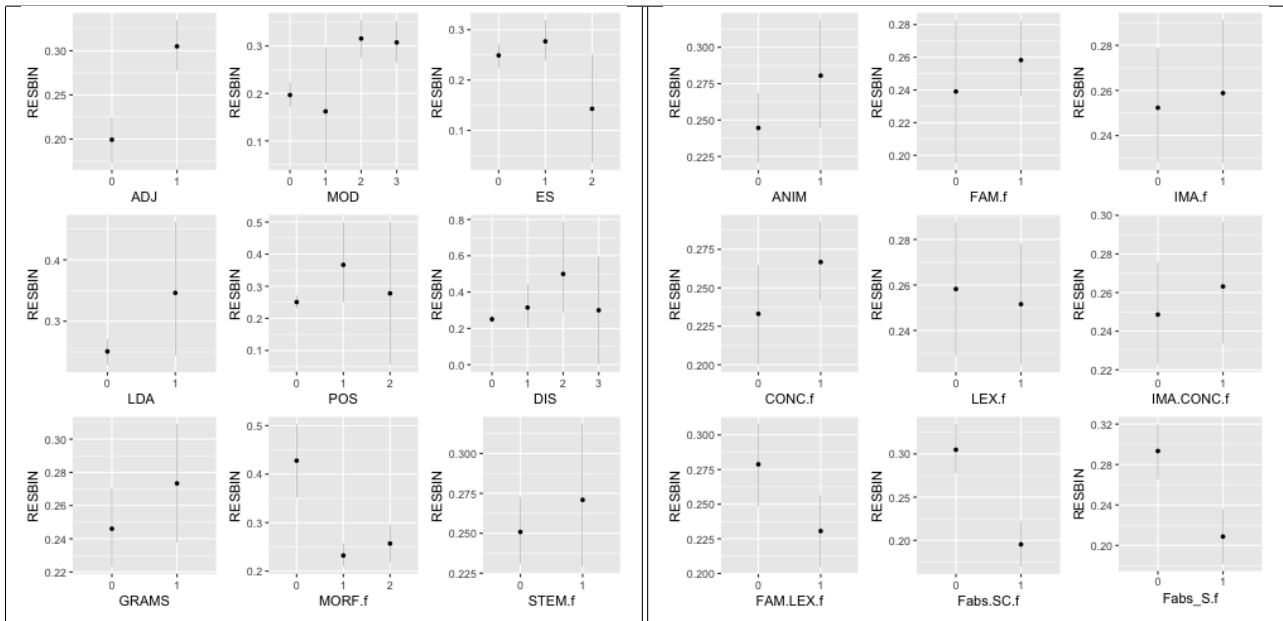 RESBIN
0.30
0.25
0.20
0 1
ADJ
RESBIN
0.3
0.2
0.1
0 1 2 3
MOD
RESBIN
0.3
0.2
0.1
0 1 2
ES
RESBIN
0.300
0.275
0.250
0.225
0 1
ANIM
RESBIN
0.28
0.26
0.24
0.22
0.20
0 1
FAM.f
RESBIN
0.28
0.26
0.24
0 1
IMA.f
RESBIN
0.4
0.3
0 1
LDA
RESBIN
0.5
0.4
0.3
0.2
0.1
0 1 2
POS
RESBIN
0.8
0.6
0.4
0.2
0.0
0 1 2 3
DIS
RESBIN
0.275
0.250
0.225
0.200
0 1
CONC.f
RESBIN
0.28
0.26
0.24
0 1
LEX.f
RESBIN
0.30
0.28
0.26
0.24
0.22
0 1
IMA.CONC.f
RESBIN
0.30
0.28
0.26
0.24
0.22
0 1
GRAMS
RESBIN
0.5
0.4
0.3
0.2
0 1 2
MORF.f
RESBIN
0.300
0.275
0.250
0.225
0 1
STEM.f
RESBIN
0.300
0.275
0.250
0.225
0.200
0 1
FAM.LEX.f
RESBIN
0.30
0.25
0.20
0 1
Fabs.SC.f
RESBIN
0.32
0.28
0.24
0.20
0 1
Fabs_S.f